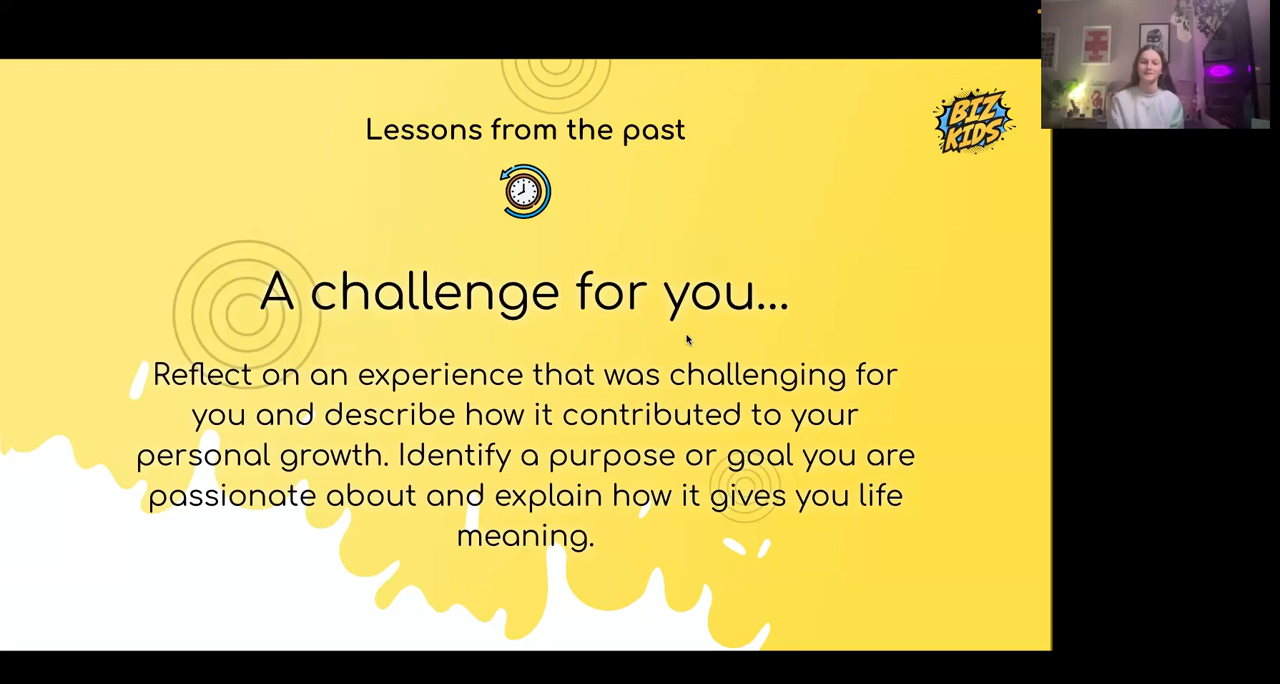 Lessons from the past
BIZ
KIDS
A challenge for you...
Reflect on an experience that was challenging for
you and describe how it contributed to your
personal growth. Identify a purpose or goal you are
passionate about and explain how it gives you life
meaning.